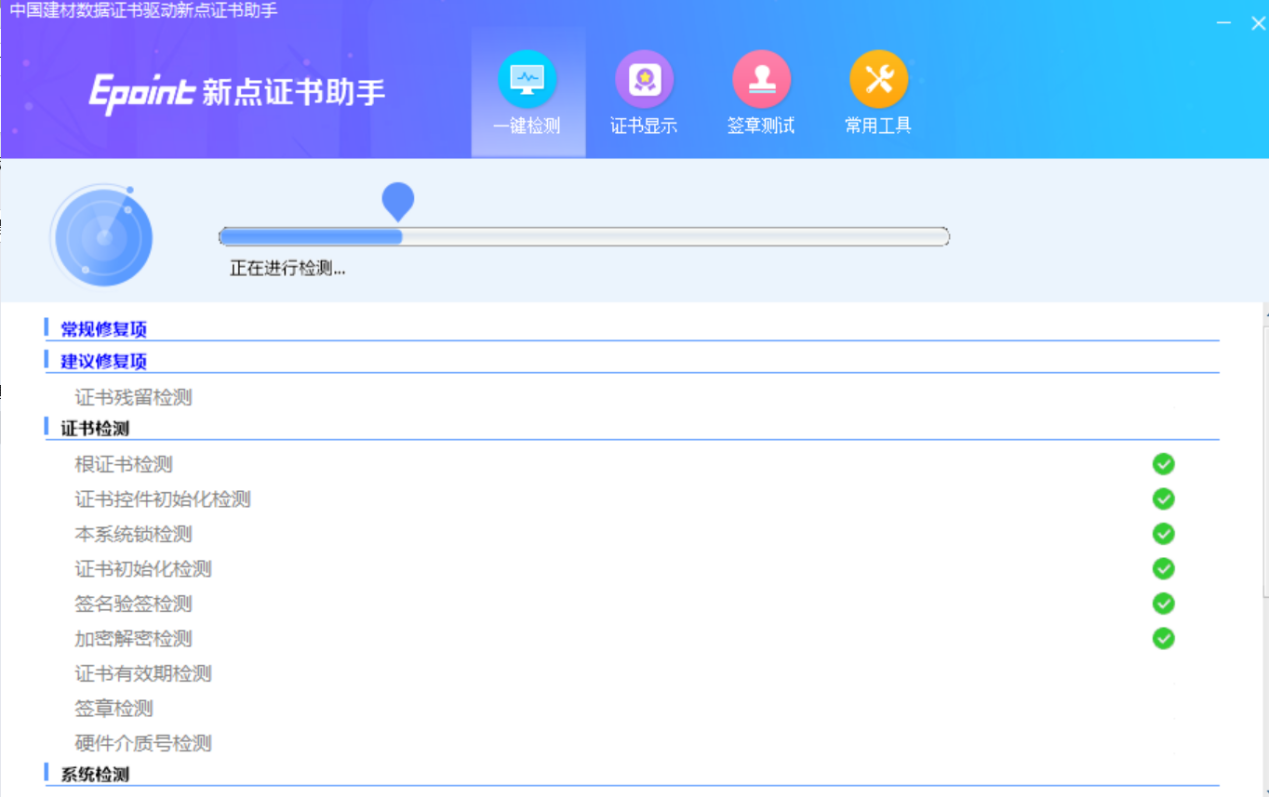 中国建材数据证书驱动新点证书助手
Epoint 新点证书助手
一键检测 证书显示 签章测试 常用工具
正在进行检测...
常规修复项
建议修复项
证书残留检测
证书检测
根证书检测
证书控件初始化检测
本系统锁检测
证书初始化检测
签名验签检测
加密解密检测
证书有效期检测
签章检测
硬件介质号检测
系统检测